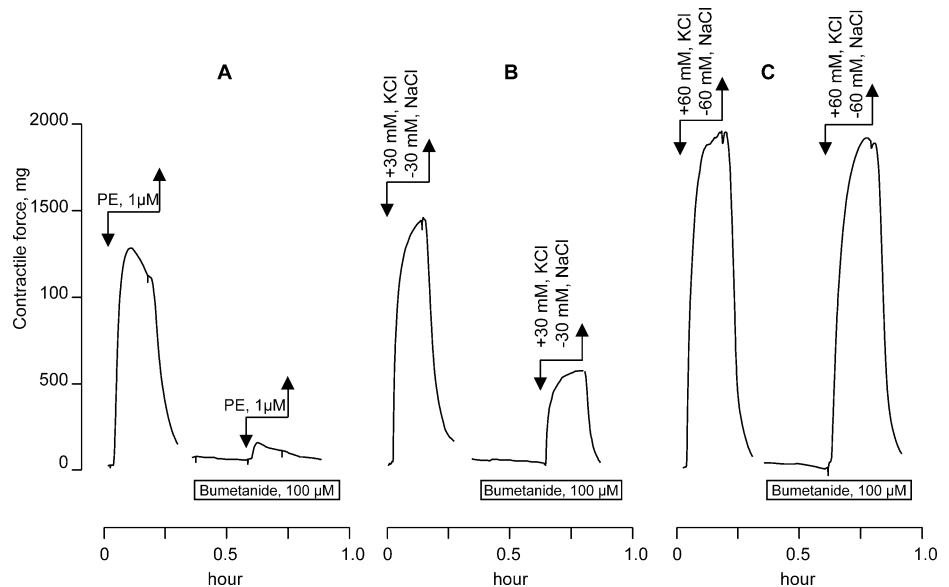 A
B
C
+30 mM, KCl
-30 mM, NaCl
+60 mM, KCl
-60 mM, NaCl
+60 mM, KCl
-60 mM, NaCl
Contractile force, mg
2000
1500
100
500
0
PE, 1µM
PE, 1µM
+30 mM, KCl
-30 mM, NaCl
Bumetanide, 100 µM
Bumetanide, 100 µM
Bumetanide, 100 µM
0 0.5 1.0
hour
0 0.5 1.0
hour
0 0.5 1.0
hour